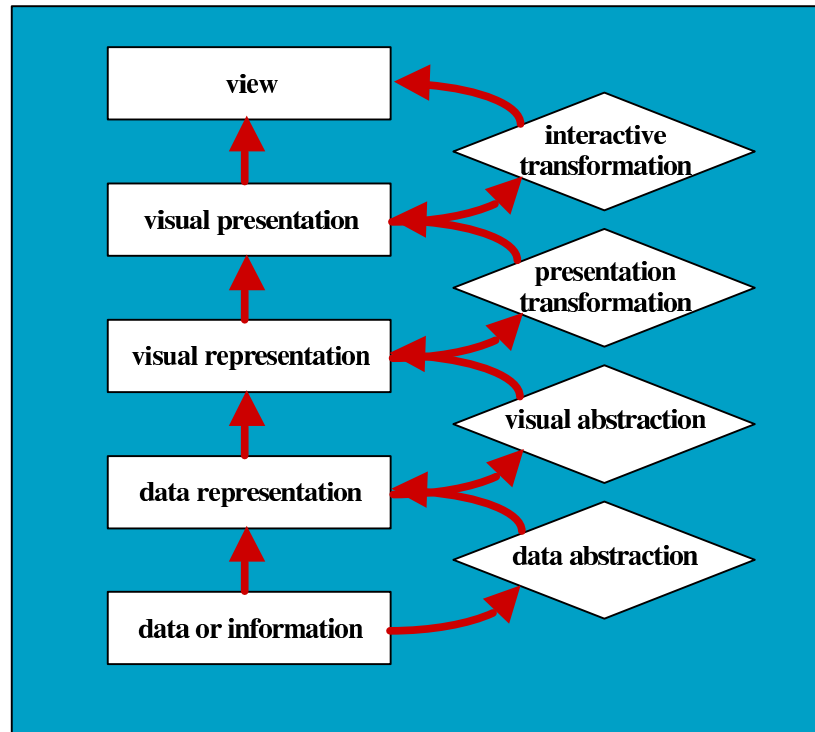 view
interactive
transformation
visual presentation
presentation
transformation
visual representation
visual abstraction
data representation
data abstraction
data or information